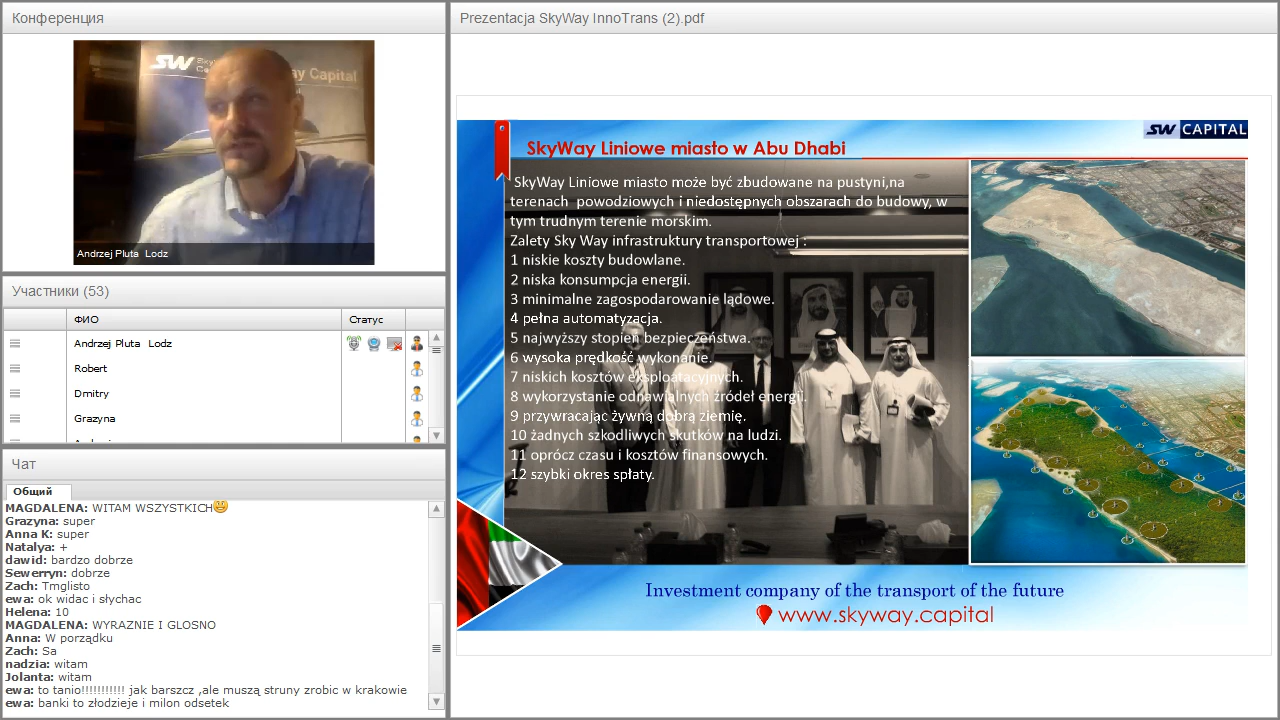 Конференция
SW
Capital
Andrzej Pluta Lodz
Участники (53)
ФИО
Статус
Andrzej Pluta Lodz
Robert
Dmitry
Grazyna
Чат
Общий
MAGDALENA: WITAM WSZYSTKICH
Grazyna: super
Anna K: super
Natalya: +
dawid: bardzo dobrze
Sewerryn: dobrze
Zach: Tmglisto
ewa: ok widac i słychac
Helena: 10
MAGDALENA: WYRAZNIE I GLOSNO
Anna: W porządku
Zach: Sa
nadzia: witam
Jolanta: witam
ewa: to tanio!!!!!!!!!!! jak barszcz ,ale muszą struny zrobic w krakowie
ewa: banki to złodzieje i milon odsetek
Prezentacja SkyWay InnoTrans (2).pdf
SW CAPITAL
SkyWay Liniowe miasto w Abu Dhabi
SkyWay Liniowe miasto może być zbudowane na pustyni,na
terenach powodziowych i niedostępnych obszarach do budowy, w
tym trudnym terenie morskim.
Zalety Sky Way infrastruktury transportowej :
1 niskie koszty budowlane.
2 niska konsumpcja energii.
3 minimalne zagospodarowanie lądowe.
4 pełna automatyzacja.
5 najwyższy stopień bezpieczeństwa.
6 wysoka prędkość wykonanie.
7 niskich kosztów eksploatacyjnych.
8 wykorzystanie odnawialnych źródeł energii.
9 przywracając żywną dobrą ziemię.
10 żadnych szkodliwych skutków na ludzi.
11 oprócz czasu i kosztów finansowych.
12 szybki okres spłaty.
Investment company of the transport of the future
www.skyway.capital